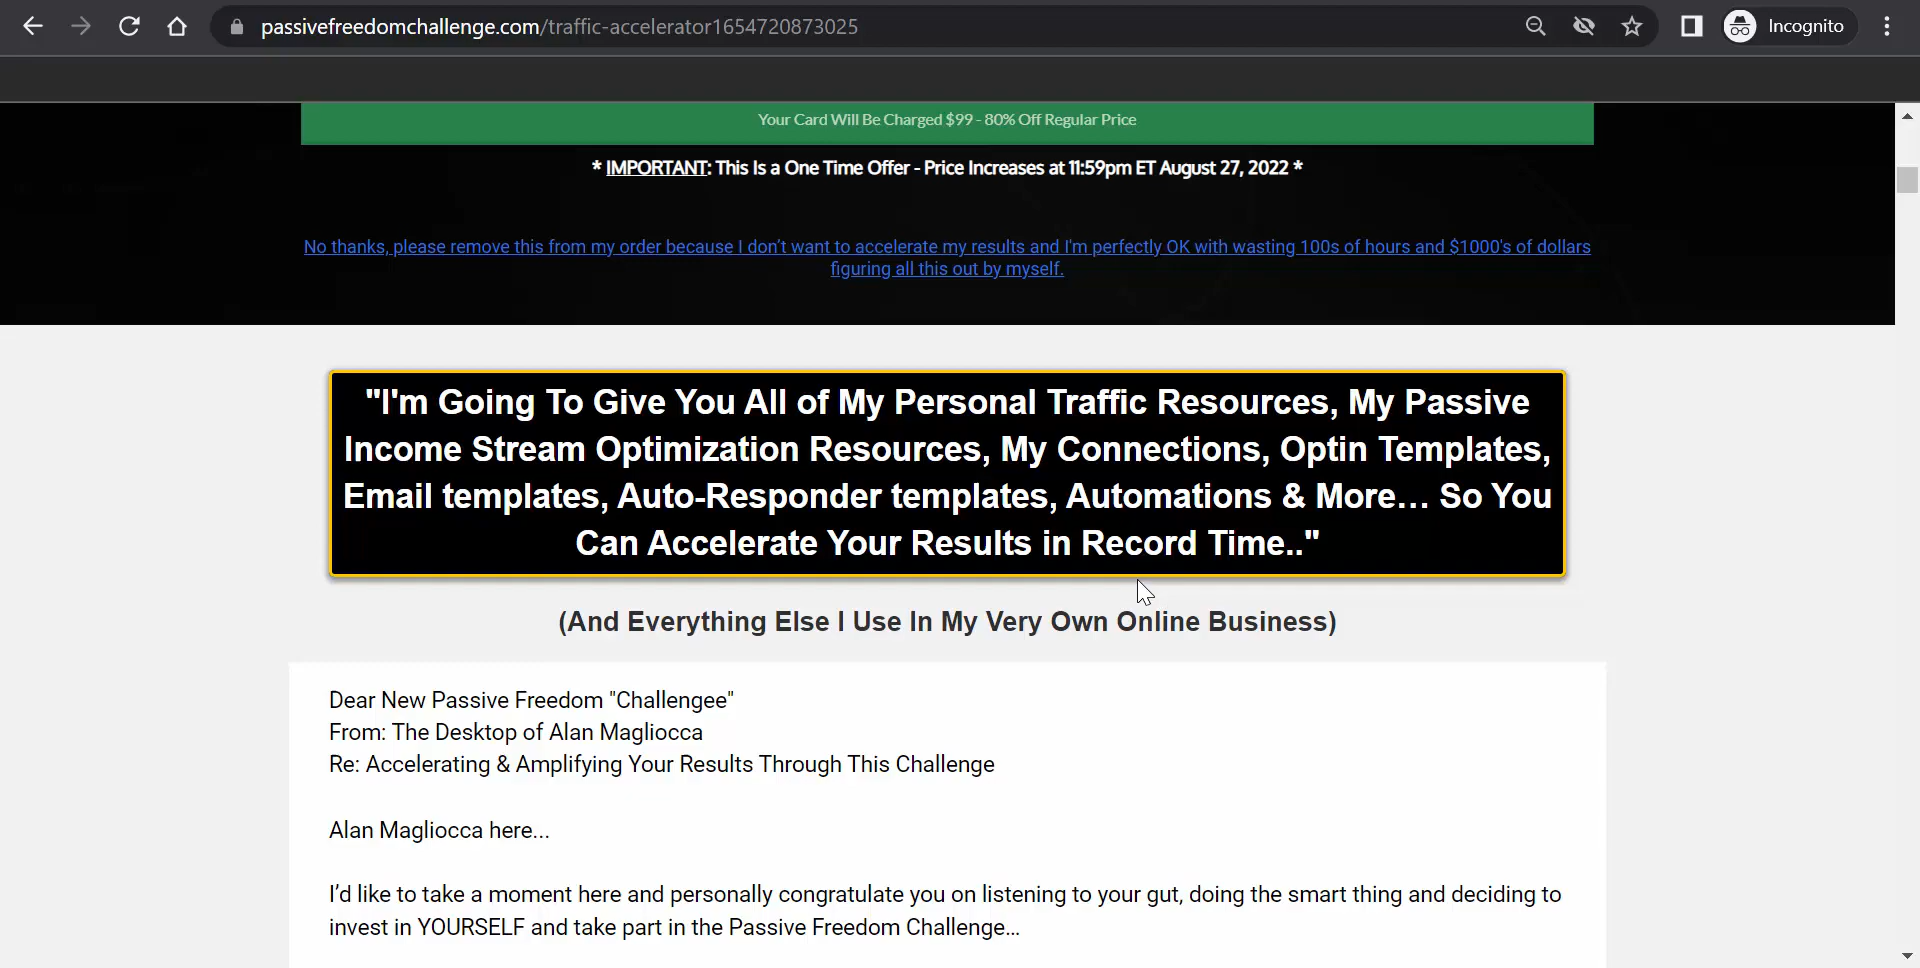 passivefreedomchallenge.com/traffic-accelerator1654720873025
Incognito
Your Card Will Be Charged $99 - 80% Off Regular Price
* IMPORTANT: This Is a One Time Offer - Price Increases at 11:59pm ET August 27, 2022 *
No thanks, please remove this from my order because I don't want to accelerate my results and I'm perfectly OK with wasting 100s of hours and $1000's of dollars
figuring all this out by myself.
"I'm Going To Give You All of My Personal Traffic Resources, My Passive
Income Stream Optimization Resources, My Connections, Optin Templates,
Email templates, Auto-Responder templates, Automations & More… So You
Can Accelerate Your Results in Record Time.."
(And Everything Else I Use In My Very Own Online Business)
Dear New Passive Freedom "Challengee"
From: The Desktop of Alan Magliocca
Re: Accelerating & Amplifying Your Results Through This Challenge
Alan Magliocca here...
I’d like to take a moment here and personally congratulate you on listening to your gut, doing the smart thing and deciding to
invest in YOURSELF and take part in the Passive Freedom Challenge…